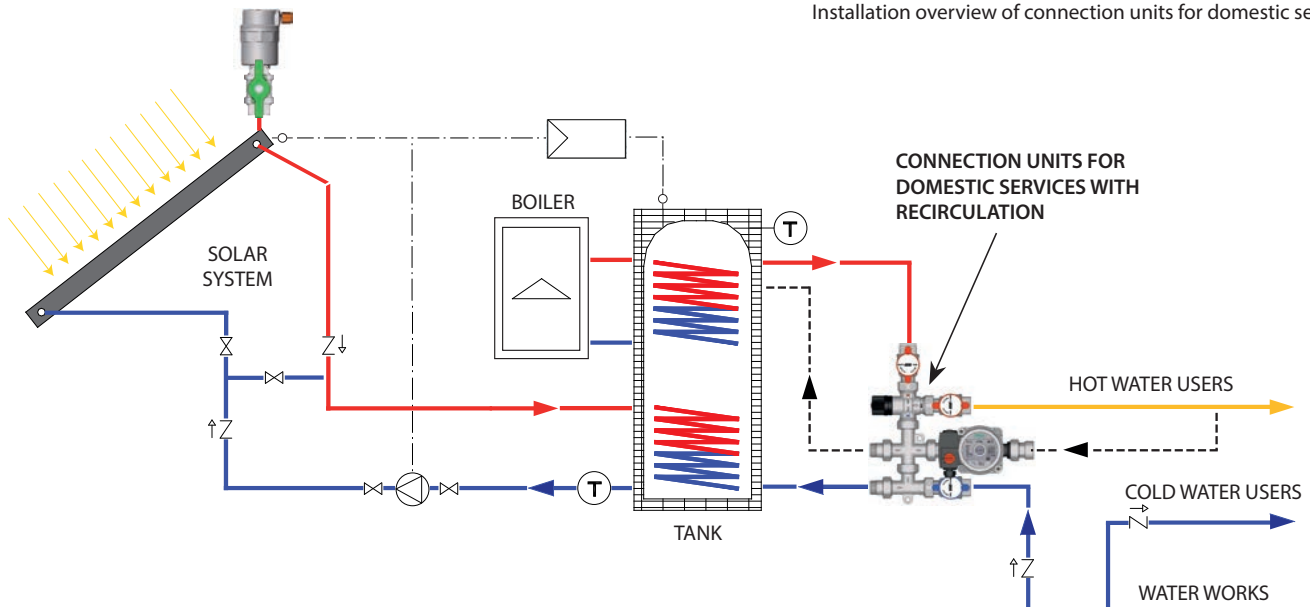 Installation overview of connection units for domestic se
CONNECTION UNITS FOR
DOMESTIC SERVICES WITH
RECIRCULATION
BOILER
T
SOLAR
SYSTEM
HOT WATER USERS
T
COLD WATER USERS
TANK
WATER WORKS